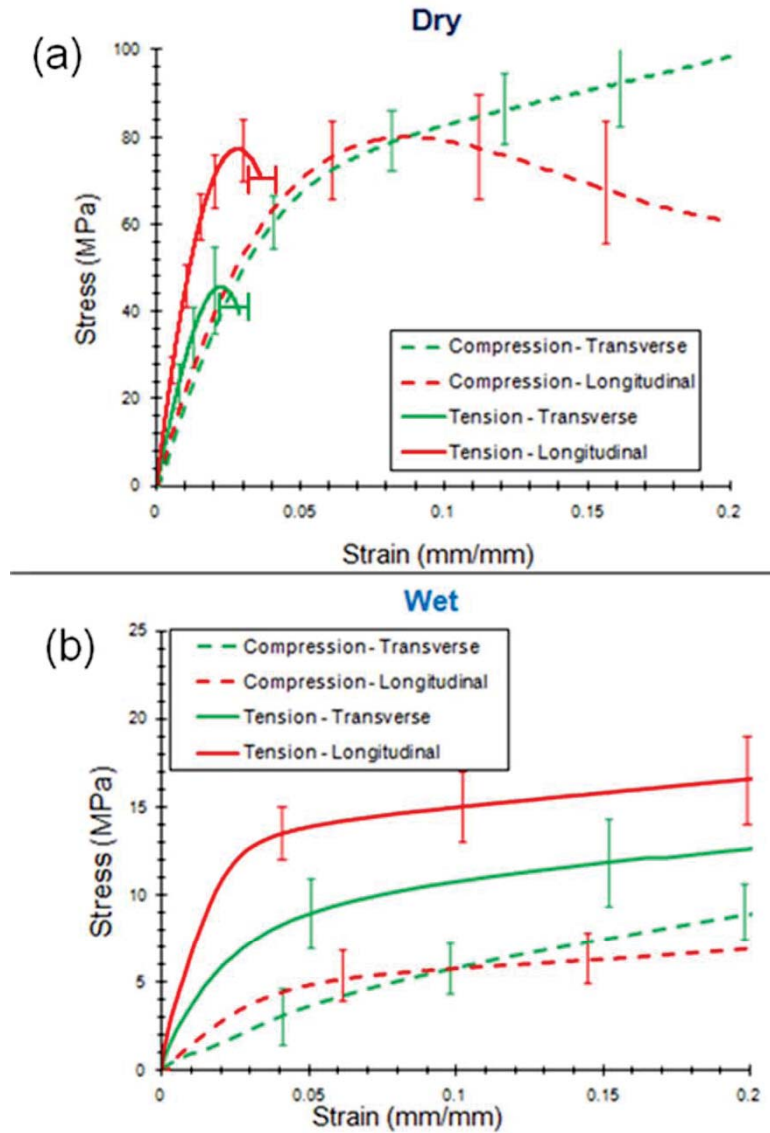 Dry
(a)
100
80
60
40
20
0
Stress (MPa)
Compression - Transverse
Compression - Longitudinal
Tension - Transverse
Tension - Longitudinal
0 0.05 0.1 0.15 0.2
Strain (mm/mm)
Wet
(b)
25
20
15
10
5
0
Stress (MPa)
Compression - Transverse
Compression - Longitudinal
Tension - Transverse
Tension - Longitudinal
0 0.05 0.1 0.15 0.2
Strain (mm/mm)